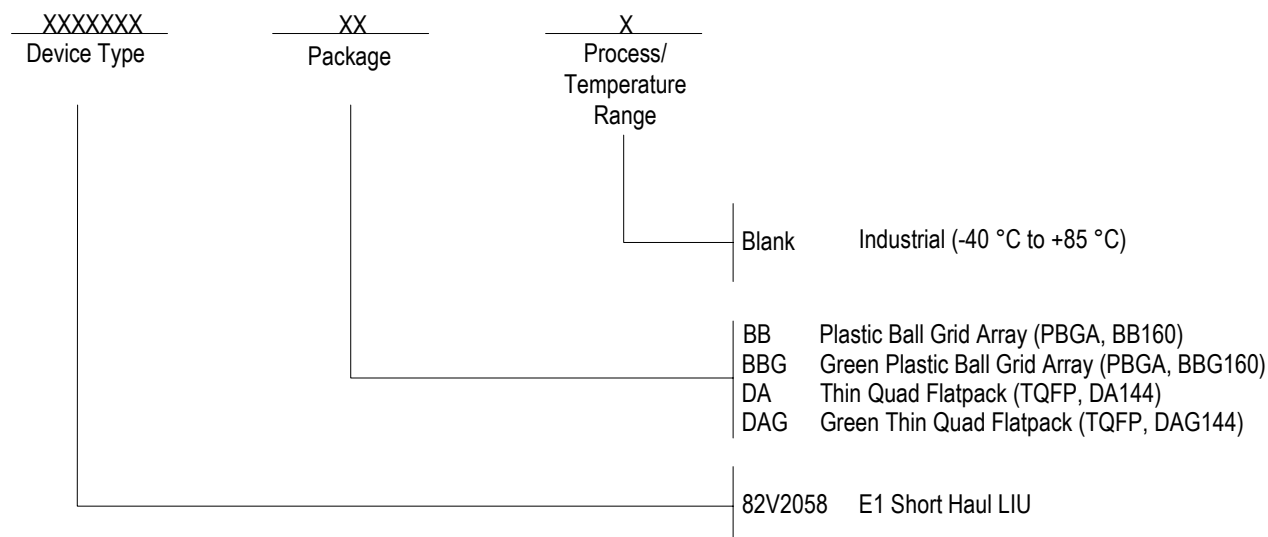 XXXXXXX XX X
Device Type Package Process/
Temperature
Range
Blank Industrial (-40 °C to +85 °C)
BB Plastic Ball Grid Array (PBGA, BB160)
BBG Green Plastic Ball Grid Array (PBGA, BBG160)
DA Thin Quad Flatpack (TQFP, DA144)
DAG Green Thin Quad Flatpack (TQFP, DAG144)
82V2058 E1 Short Haul LIU